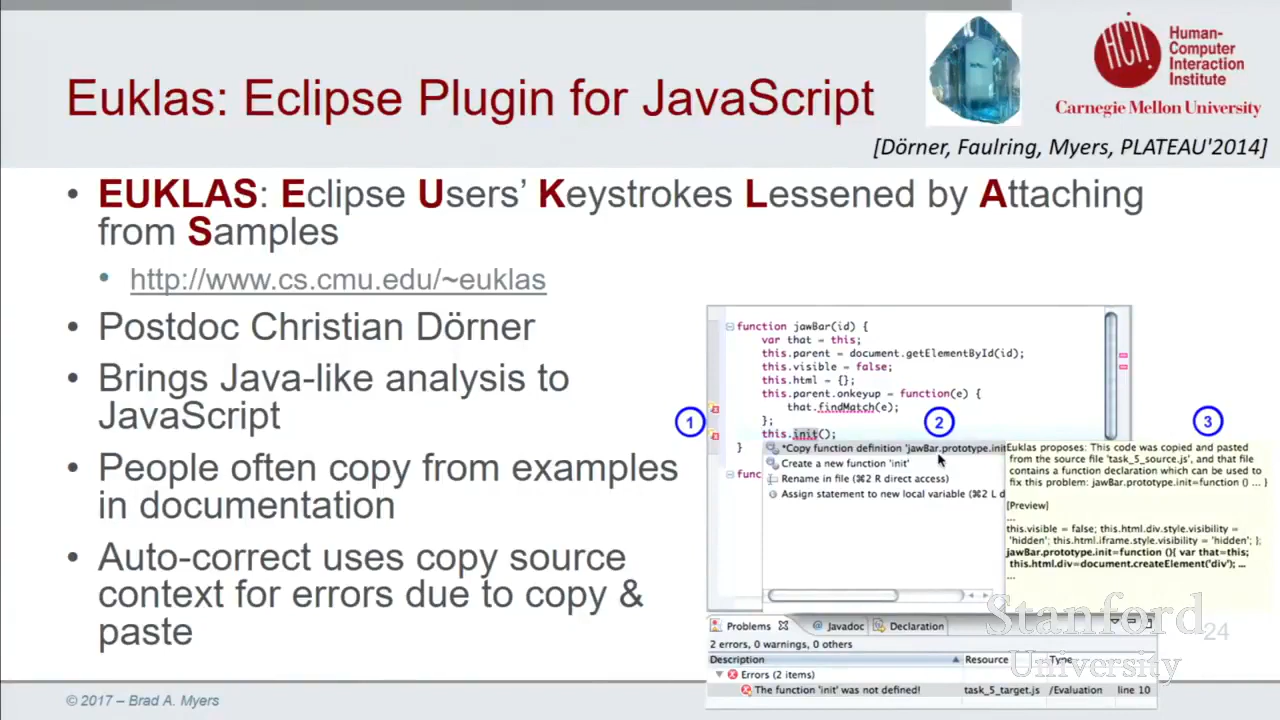 Human-
Computer
Interaction
Institute
Carnegie Mellon University
Euklas: Eclipse Plugin for JavaScript
[Dörner, Faulring, Myers, PLATEAU'2014]
• EUKLAS: Eclipse Users’ Keystrokes Lessened by Attaching
from Samples
• http://www.cs.cmu.edu/~euklas
• Postdoc Christian Dörner
• Brings Java-like analysis to
JavaScript
• People often copy from examples
in documentation
• Auto-correct uses copy source
context for errors due to copy &
paste
function jawBar(id) {
var that = this;
this.parent = document.getElementById(id);
this.visible = false;
this.html = {};
this.parent.onkeyup = function(e) {
that.findMatch(e);
};
this.init();
}
func
1
2
3
*Copy function definition 'jawBar.prototype.init
Create a new function 'init'
Rename in file (⌘2 R direct access)
Assign statement to new local variable (⌘2 L d
Euklas proposes: This code was copied and pasted
from the source file 'task_5_source.js', and that file
contains a function declaration which can be used to
fix this problem: jawBar.prototype.init=function () ... }
[Preview]
...
this.visible = false; this.html.div.style.visibility =
'hidden'; this.html.iframe.style.visibility = 'hidden'; };
jawBar.prototype.init=function (){ var that=this;
this.html.div=document.createElement('div'); ...
...
Problems
Javadoc
Declaration
2 errors, 0 warnings, 0 others
Description Resource Type
Errors (2 items)
The function 'init' was not defined! task_5_target.js /Evaluation line 10
Stanford
University
24
© 2017 – Brad A. Myers